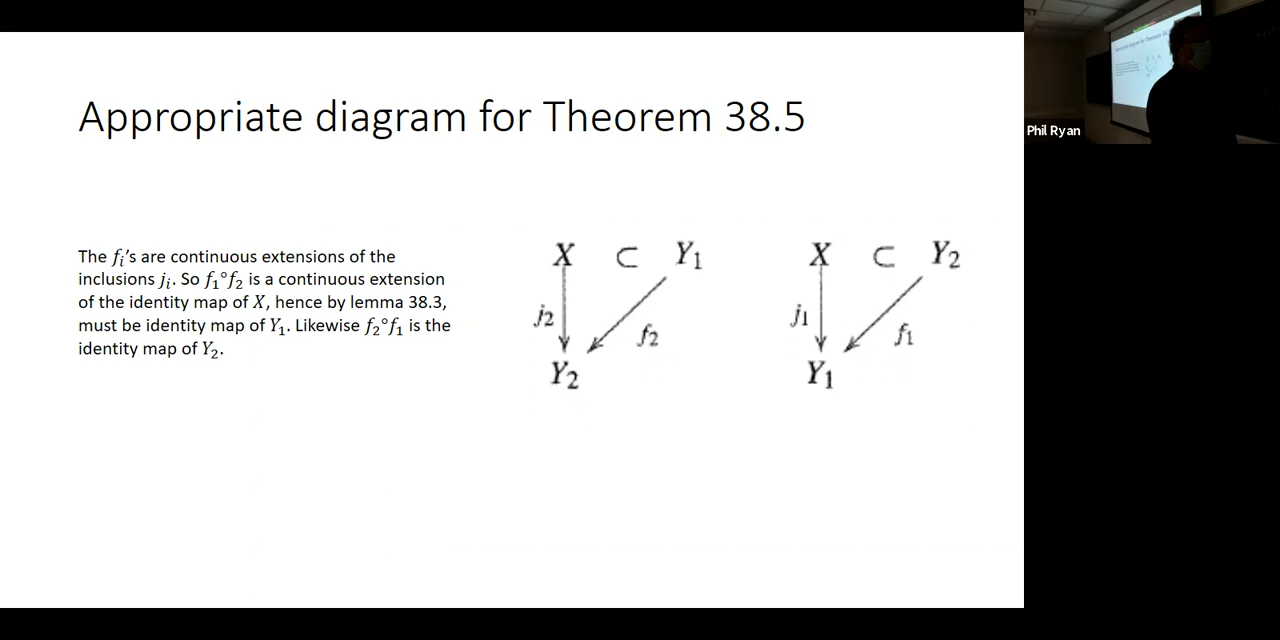 Appropriate diagram for Theorem 38.5
The f₁'s are continuous extensions of the
inclusions jᵢ. So f₁°f₂ is a continuous extension
of the identity map of X, hence by lemma 38.3,
must be identity map of Y₁. Likewise f₂°f₁ is the
identity map of Y₂.
X ⊂ Y₁
j₂
f₂
Y₂
X ⊂ Y₂
j₁
f₁
Y₁
Phil Ryan